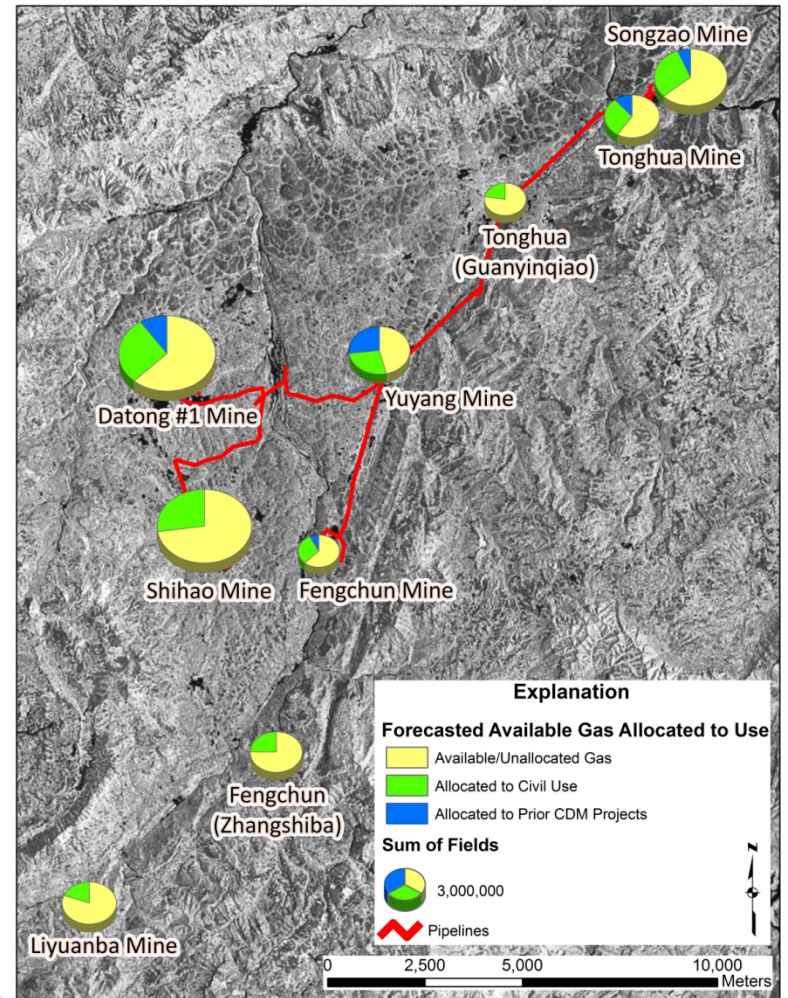 Songzao Mine
Tonghua Mine
Tonghua
(Guanyinqiao)
Yuyang Mine
Datong #1 Mine
Shihao Mine
Fengchun Mine
Fengchun
(Zhangshiba)
Liyuanba Mine
Explanation
Forecasted Available Gas Allocated to Use
Available/Unallocated Gas
Allocated to Civil Use
Allocated to Prior CDM Projects
Sum of Fields
3,000,000
Pipelines
N
0 2,500 5,000 10,000
Meters